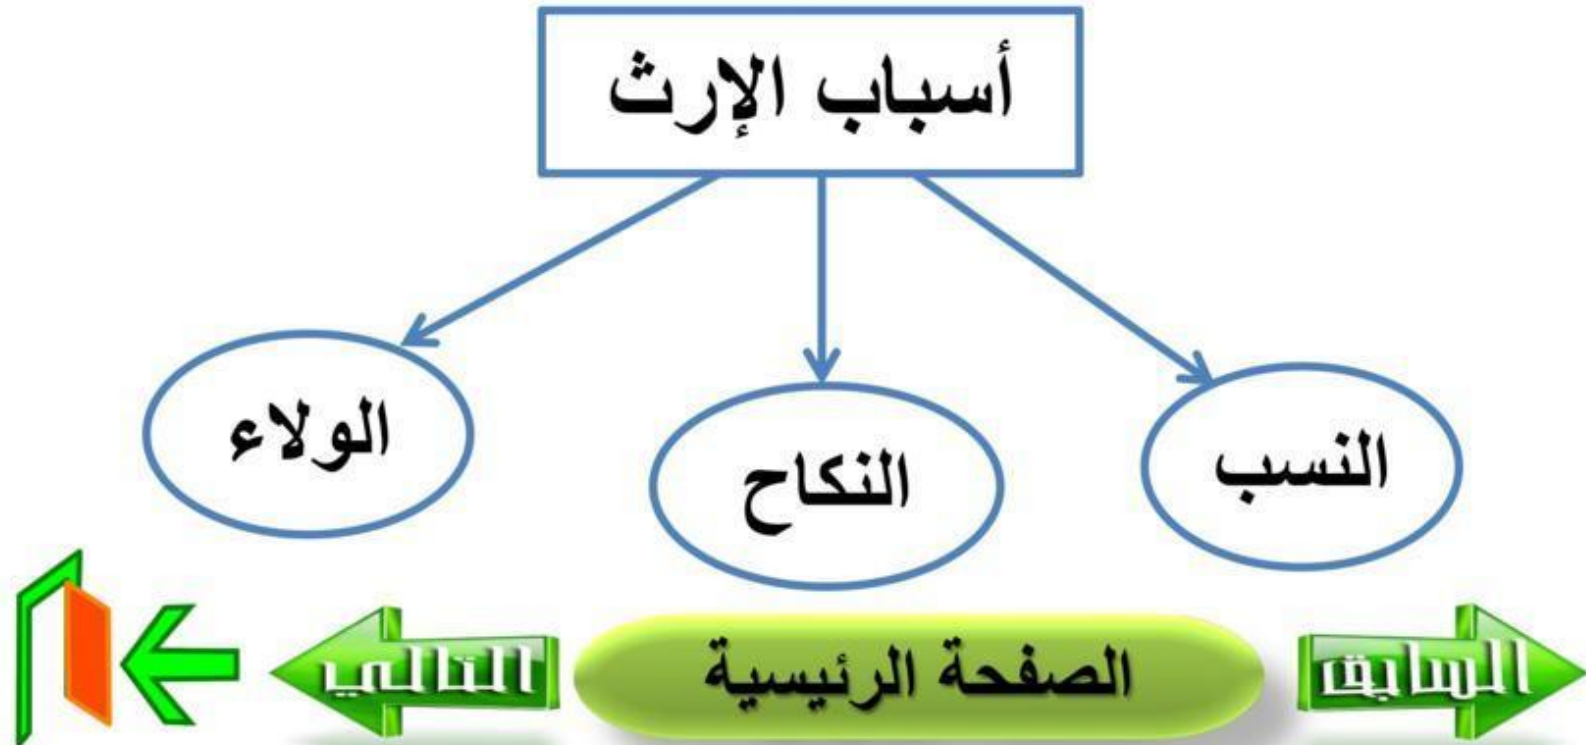 أسباب الإرث
النسب
النكاح
الولاء
السابق
الصفحة الرئيسية
التالي